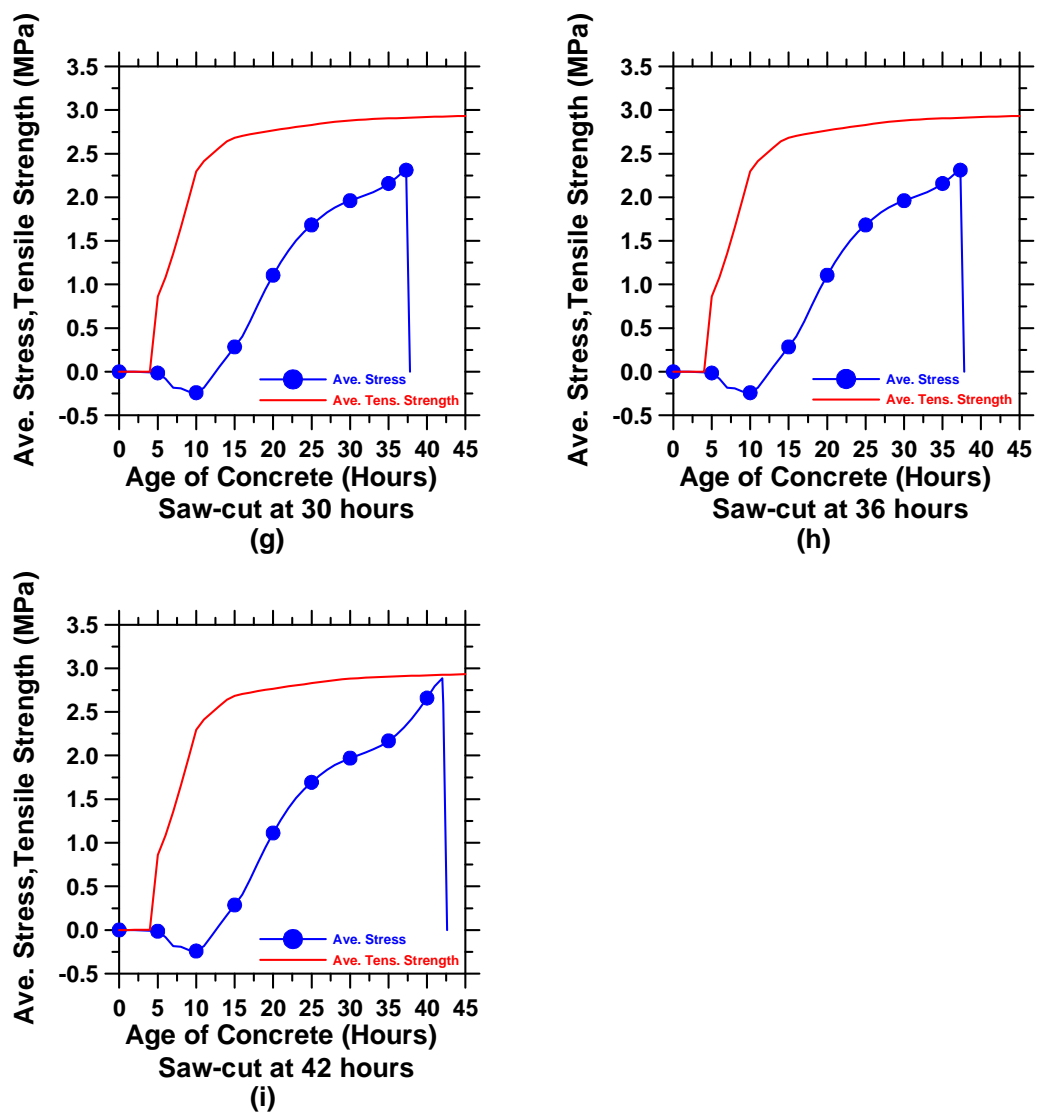 Ave. Stress,Tensile Strength (MPa)
3.5
3.0
2.5
2.0
1.5
1.0
0.5
0.0
-0.5
Ave. Stress
Ave. Tens. Strength
0 5 10 15 20 25 30 35 40 45
Age of Concrete (Hours)
Saw-cut at 30 hours
(g)
Ave. Stress,Tensile Strength (MPa)
3.5
3.0
2.5
2.0
1.5
1.0
0.5
0.0
-0.5
Ave. Stress
Ave. Tens. Strength
0 5 10 15 20 25 30 35 40 45
Age of Concrete (Hours)
Saw-cut at 36 hours
(h)
Ave. Stress,Tensile Strength (MPa)
3.5
3.0
2.5
2.0
1.5
1.0
0.5
0.0
-0.5
Ave. Stress
Ave. Tens. Strength
0 5 10 15 20 25 30 35 40 45
Age of Concrete (Hours)
Saw-cut at 42 hours
(i)